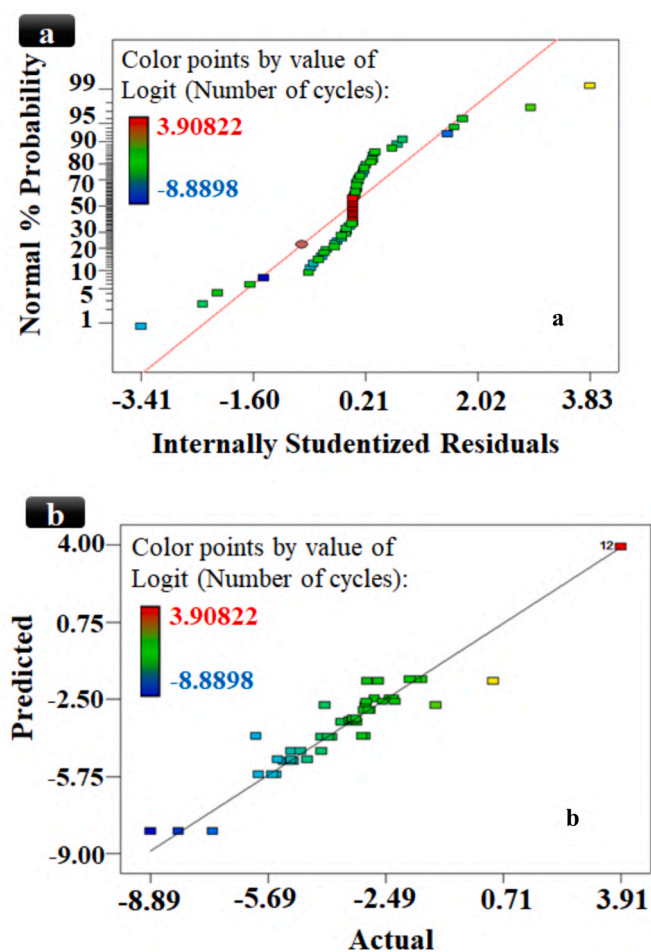 a
Color points by value of
Logit (Number of cycles):
3.90822
-8.8898
Normal % Probability
99
95
90
80
70
50
30
20
10
5
1
a
-3.41 -1.60 0.21 2.02 3.83
Internally Studentized Residuals
b
Color points by value of
Logit (Number of cycles):
3.90822
-8.8898
Predicted
4.00
0.75
-2.50
-5.75
-9.00
12
b
-8.89 -5.69 -2.49 0.71 3.91
Actual